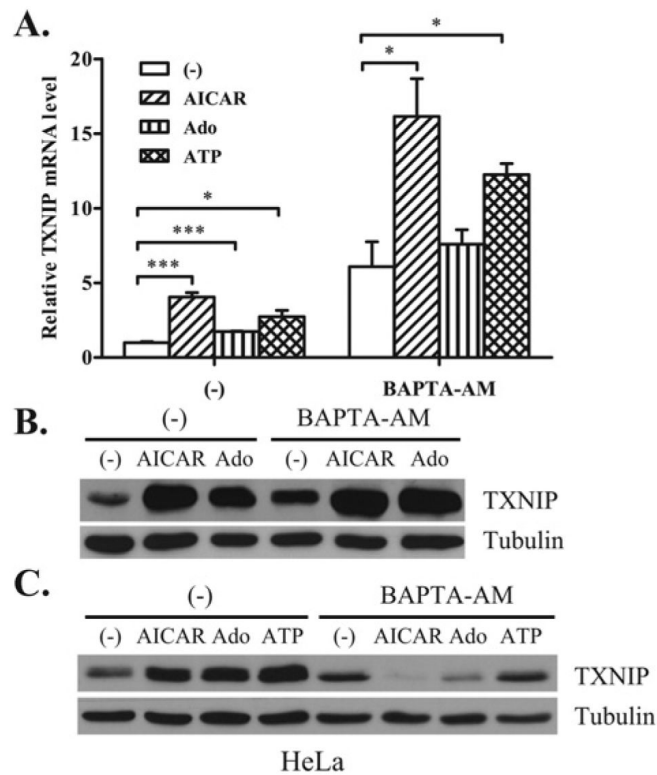 A.
Relative TXNIP mRNA level
20
15
10
5
0
(-)
AICAR
Ado
ATP
*
***
***
*
*
(-)
BAPTA-AM
B.
(-) BAPTA-AM
(-) AICAR Ado (-) AICAR Ado
TXNIP
Tubulin
C.
(-) BAPTA-AM
(-) AICAR Ado ATP (-) AICAR Ado ATP
TXNIP
Tubulin
HeLa